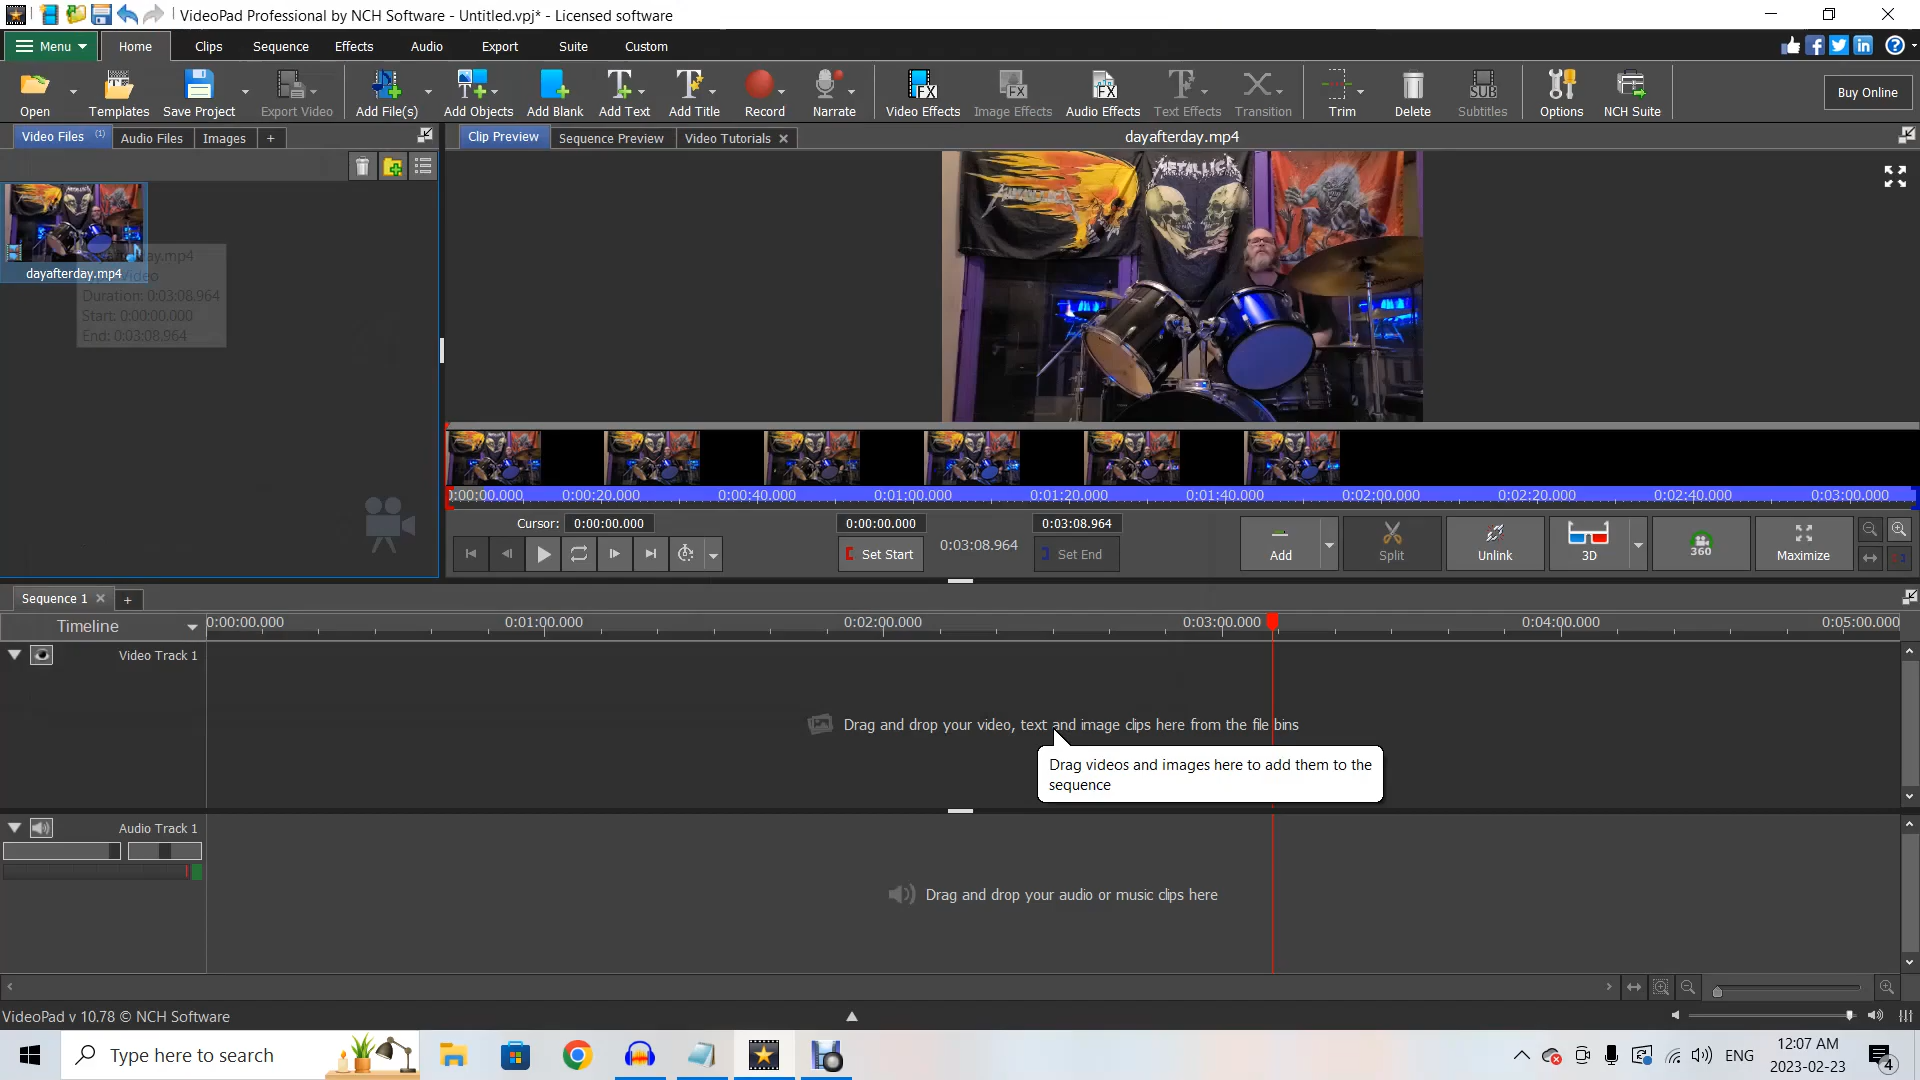 VideoPad Professional by NCH Software - Untitled.vpj* - Licensed software
Menu Home Clips Sequence Effects Audio Export Suite Custom
Open Templates Save Project Export Video Add File(s) Add Objects Add Blank Add Text Add Title Record Narrate Video Effects Image Effects Audio Effects Text Effects Transition Trim Delete Subtitles Options NCH Suite Buy Online
Video Files (1) Audio Files Images + Clip Preview Sequence Preview Video Tutorials dayafterday.mp4
METALLICA
dayafterday.mp4
Duration: 0:03:08.964
Start: 0:00:00.000
End: 0:03:08.964
0:00:00.000 0:00:20.000 0:00:40.000 0:01:00.000 0:01:20.000 0:01:40.000 0:02:00.000 0:02:20.000 0:02:40.000 0:03:00.000
Cursor: 0:00:00.000 0:00:00.000 0:03:08.964 0:03:08.964
Set Start Set End Add Split Unlink 3D 360 Maximize
Sequence 1 +
Timeline 0:00:00.000 0:01:00.000 0:02:00.000 0:03:00.000 0:04:00.000 0:05:00.000
Video Track 1
Drag and drop your video, text and image clips here from the file bins
Drag videos and images here to add them to the
sequence
Audio Track 1
Drag and drop your audio or music clips here
VideoPad v 10.78 © NCH Software
Type here to search ENG 12:07 AM
2023-02-23 4